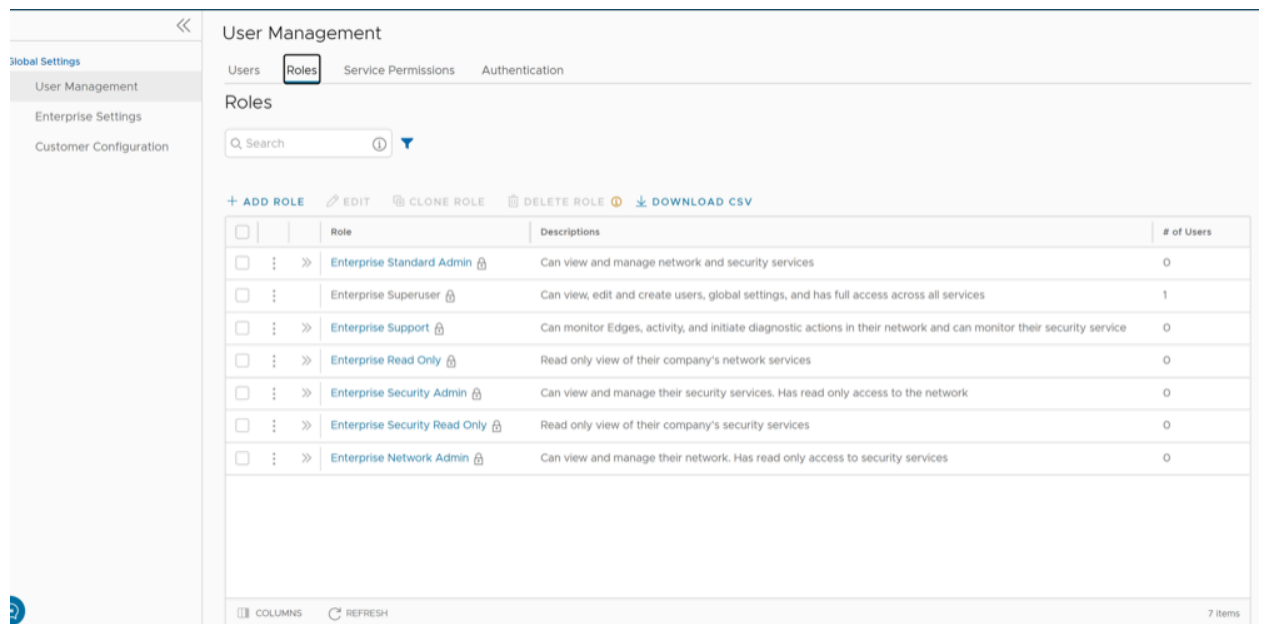 User Management
Global Settings
Users Roles Service Permissions Authentication
User Management
Roles
Enterprise Settings
Search
Customer Configuration
+ ADD ROLE EDIT CLONE ROLE DELETE ROLE DOWNLOAD CSV
Role Descriptions # of Users
Enterprise Standard Admin Can view and manage network and security services 0
Enterprise Superuser Can view, edit and create users, global settings, and has full access across all services 1
Enterprise Support Can monitor Edges, activity, and initiate diagnostic actions in their network and can monitor their security service 0
Enterprise Read Only Read only view of their company's network services 0
Enterprise Security Admin Can view and manage their security services. Has read only access to the network 0
Enterprise Security Read Only Read only view of their company's security services 0
Enterprise Network Admin Can view and manage their network. Has read only access to security services 0
COLUMNS REFRESH 7 items